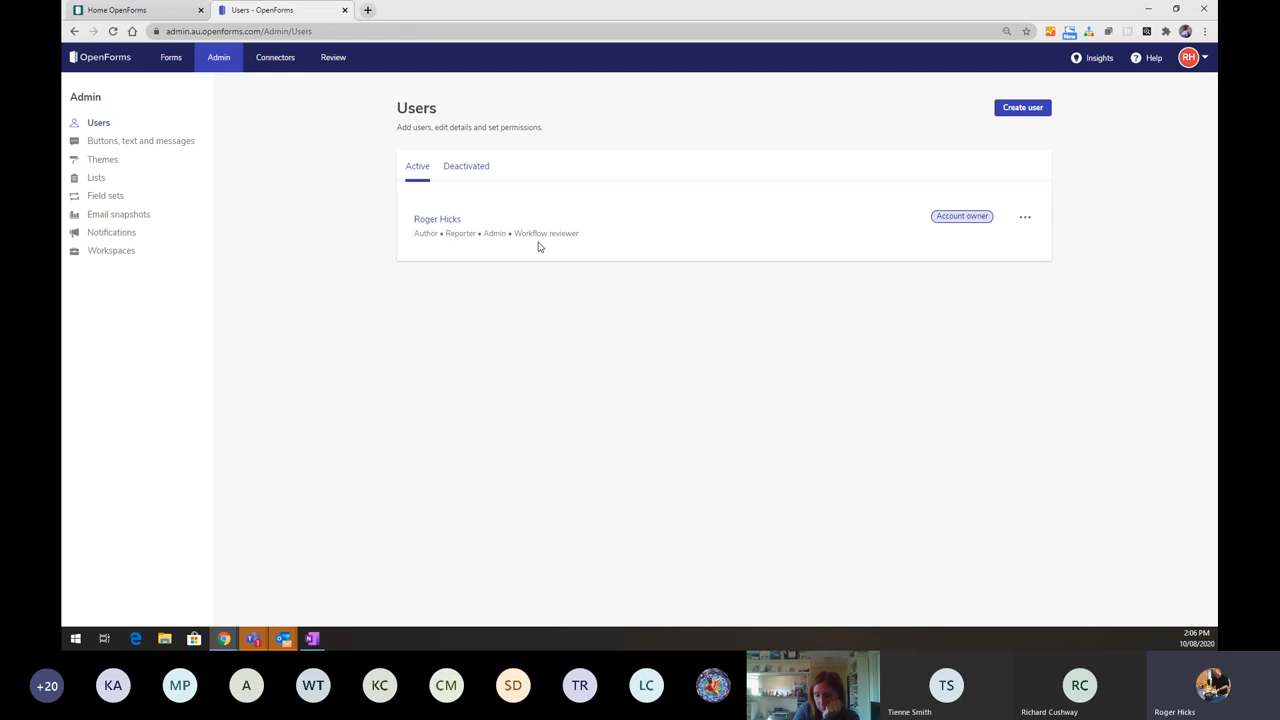 Home OpenForms
Users - OpenForms
admin.au.openforms.com/Admin/Users
New
OpenForms
Forms
Admin
Connectors
Review
Insights
Help
RH
Admin
Users
Buttons, text and messages
Themes
Lists
Field sets
Email snapshots
Notifications
Workspaces
Users
Create user
Add users, edit details and set permissions.
Active
Deactivated
Roger Hicks
Account owner
Author • Reporter • Admin • Workflow reviewer
2:06 PM
10/08/2020
+20
KA
MP
A
WT
KC
CM
SD
TR
LC
TS
RC
Tienne Smith
Richard Cushway
Roger Hicks